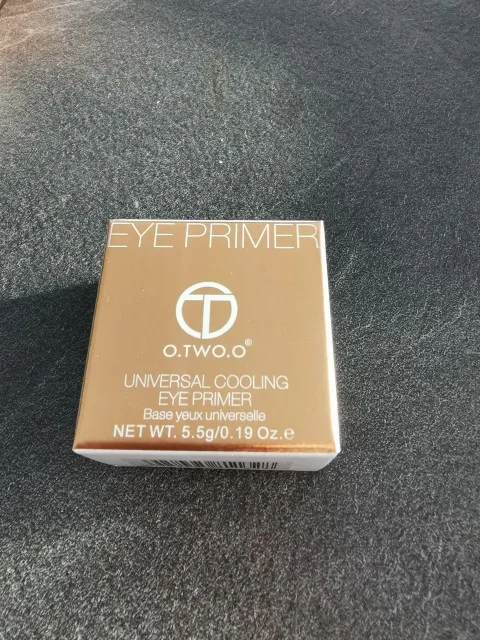 EYE PRIMER
O.TWO.O®
UNIVERSAL COOLING
EYE PRIMER
Base yeux universelle
NET WT. 5.5g/0.19 Oz.e